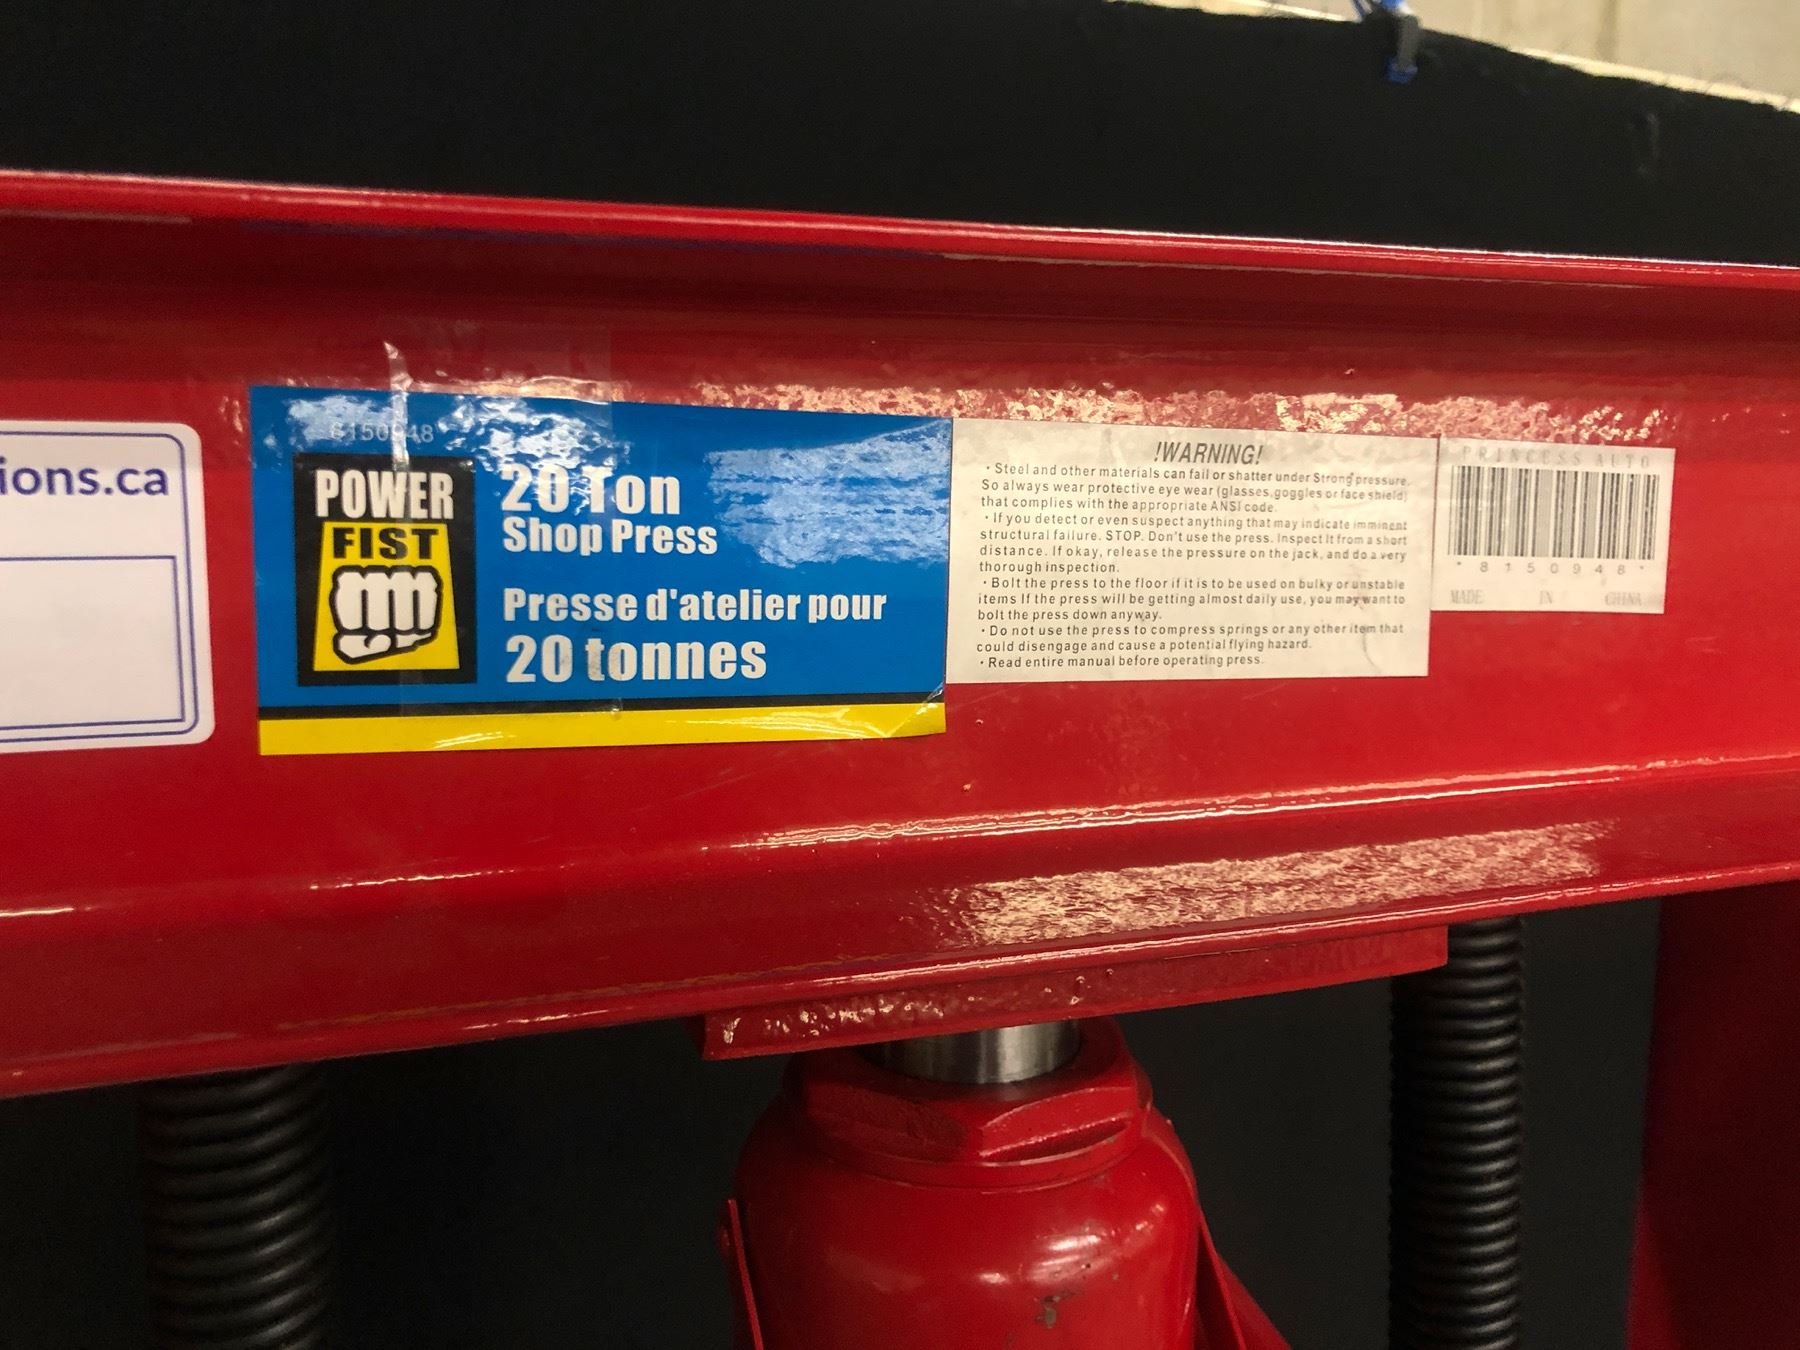 ions.ca
8150948
POWER
FIST
20 Ton
Shop Press
Presse d'atelier pour
20 tonnes
!WARNING!
· Steel and other materials can fail or shatter under Strong pressure.
So always wear protective eye wear (glasses,goggles or face shield)
that complies with the appropriate ANSI code.
· If you detect or even suspect anything that may indicate imminent
structural failure. STOP. Don't use the press. Inspect it from a short
distance. If okay, release the pressure on the jack, and do a very
thorough inspection.
· Bolt the press to the floor if it is to be used on bulky or unstable
items If the press will be getting almost daily use, you may want to
bolt the press down anyway.
· Do not use the press to compress springs or any other item that
could disengage and cause a potential flying hazard.
· Read entire manual before operating press.
PRINCESS AUTO
*8150948*
MADE IN CHINA